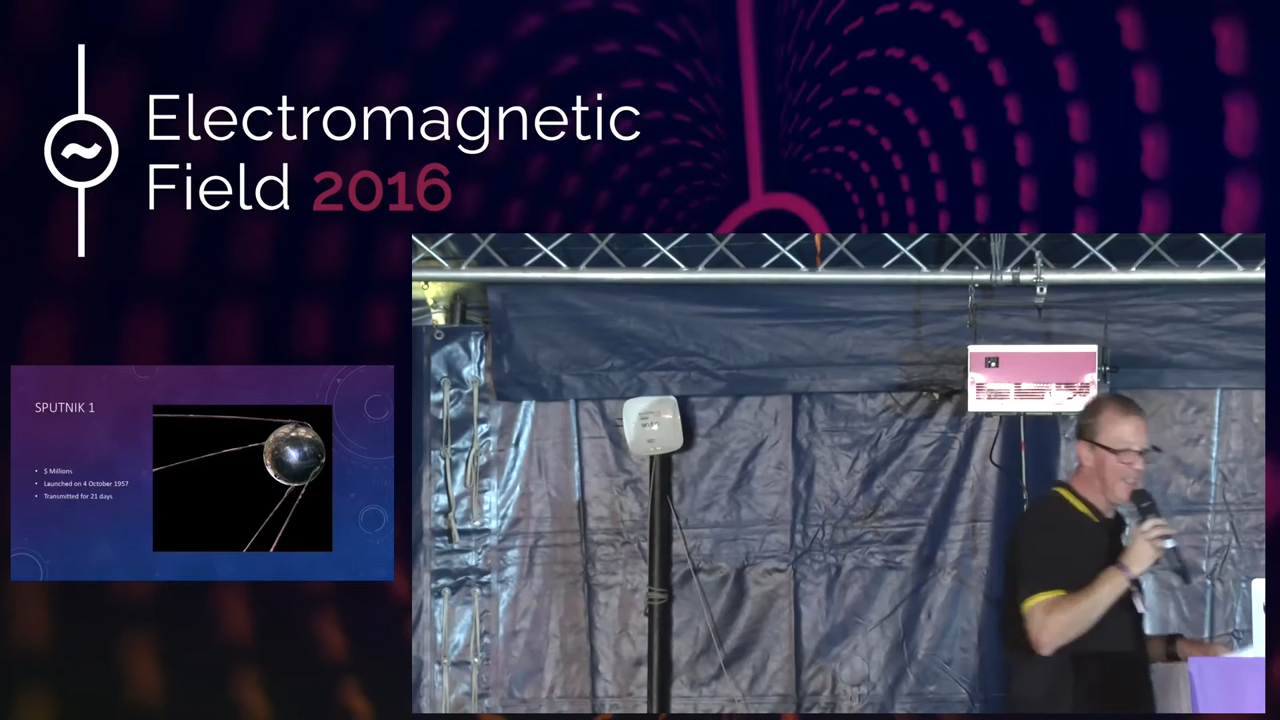 Electromagnetic
Field 2016
SPUTNIK 1
• $ Millions
• Launched on 4 October 1957
• Transmitted for 21 days